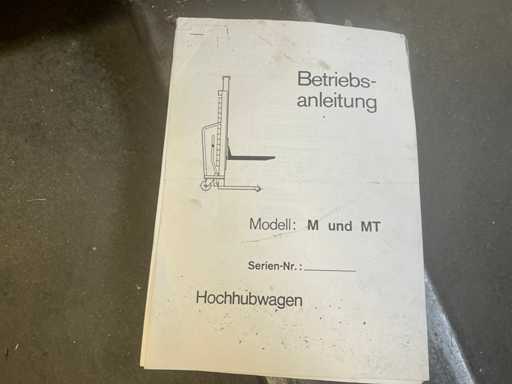 Betriebs-
anleitung
Modell: M und MT
Serien-Nr.:
Hochhubwagen